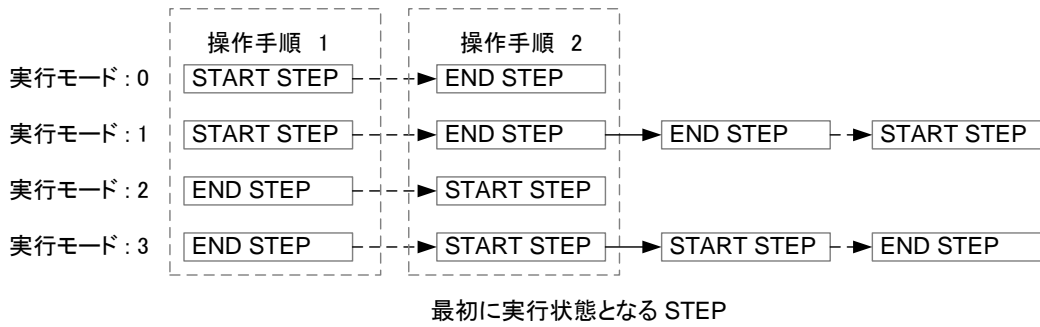 操作手順 1 操作手順 2
実行モード : 0 START STEP END STEP
実行モード : 1 START STEP END STEP END STEP START STEP
実行モード : 2 END STEP START STEP
実行モード : 3 END STEP START STEP START STEP END STEP
最初に実行状態となる STEP